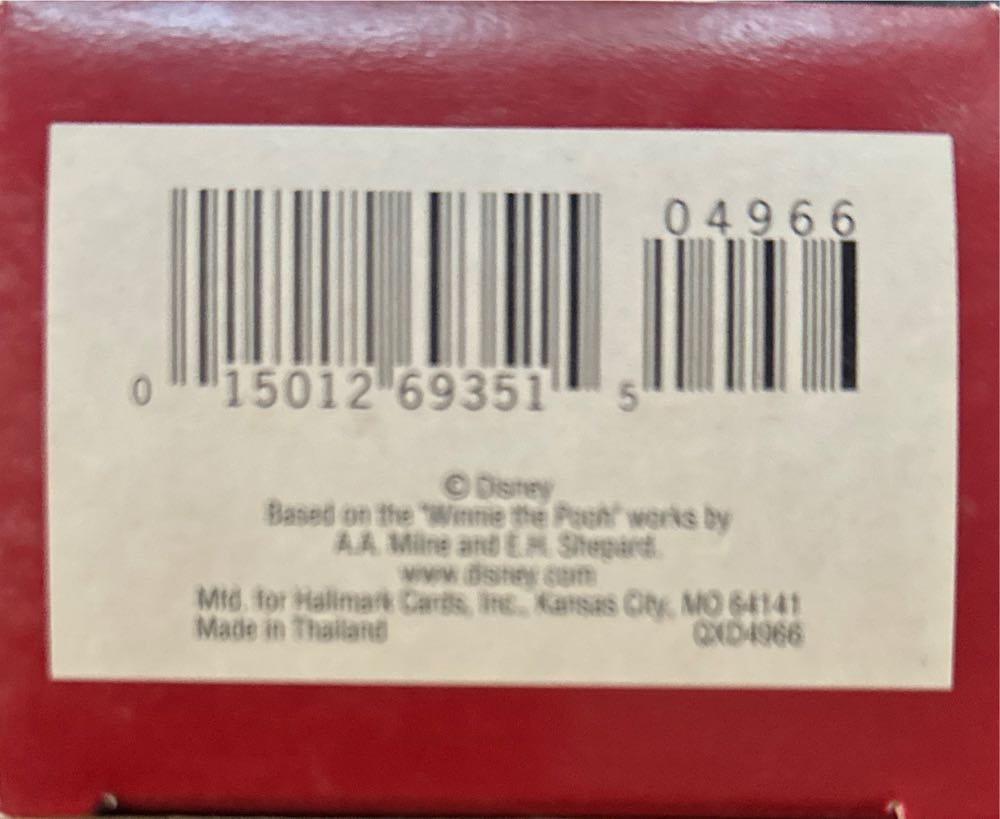 04966
0 15012 69351 5
© Disney
Based on the "Winnie the Pooh" works by
A.A. Milne and E.H. Shepard.
www.disney.com
Mfd. for Hallmark Cards, Inc., Kansas City, MO 64141
Made in Thailand QXD4966